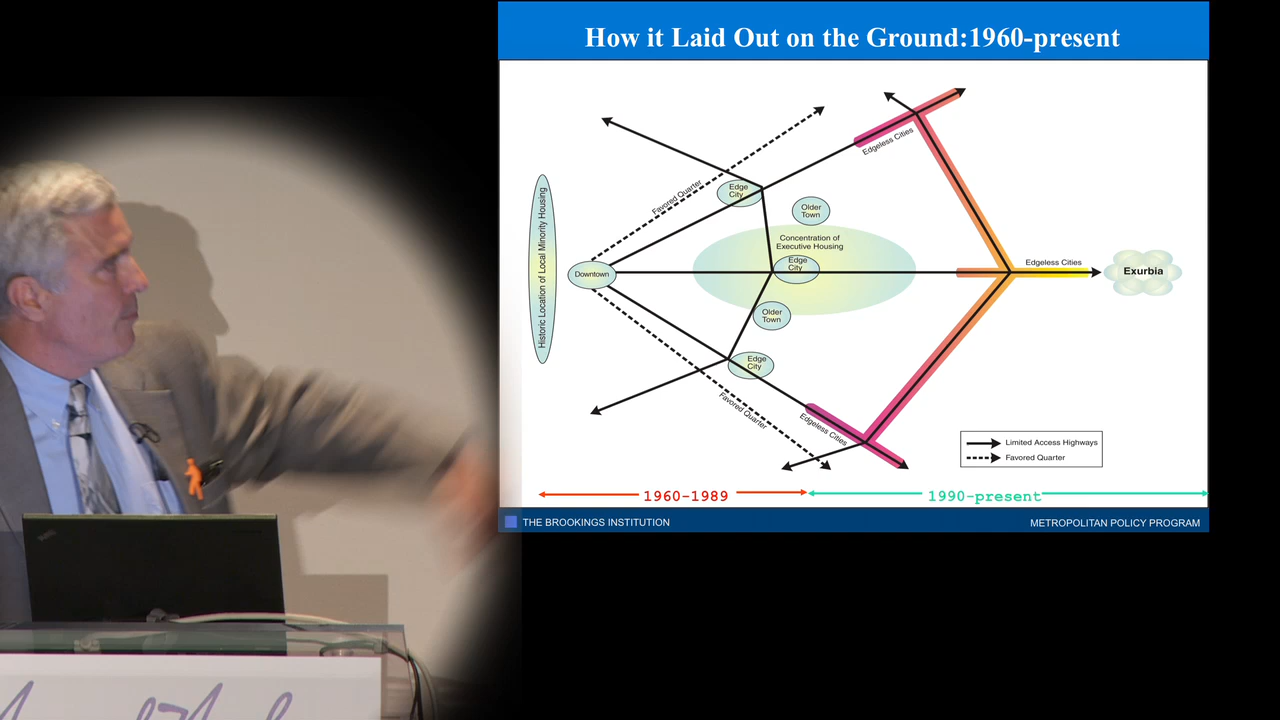 How it Laid Out on the Ground:1960-present
Edgeless Cities
Favored Quarter
Edge
City
Older
Town
Historic Location of Local Minority Housing
Concentration of
Executive Housing
Downtown
Edge
City
Edgeless Cities
Exurbia
Older
Town
Edge
City
Favored Quarter
Edgeless Cities
Limited Access Highways
Favored Quarter
1960-1989
1990-present
THE BROOKINGS INSTITUTION
METROPOLITAN POLICY PROGRAM